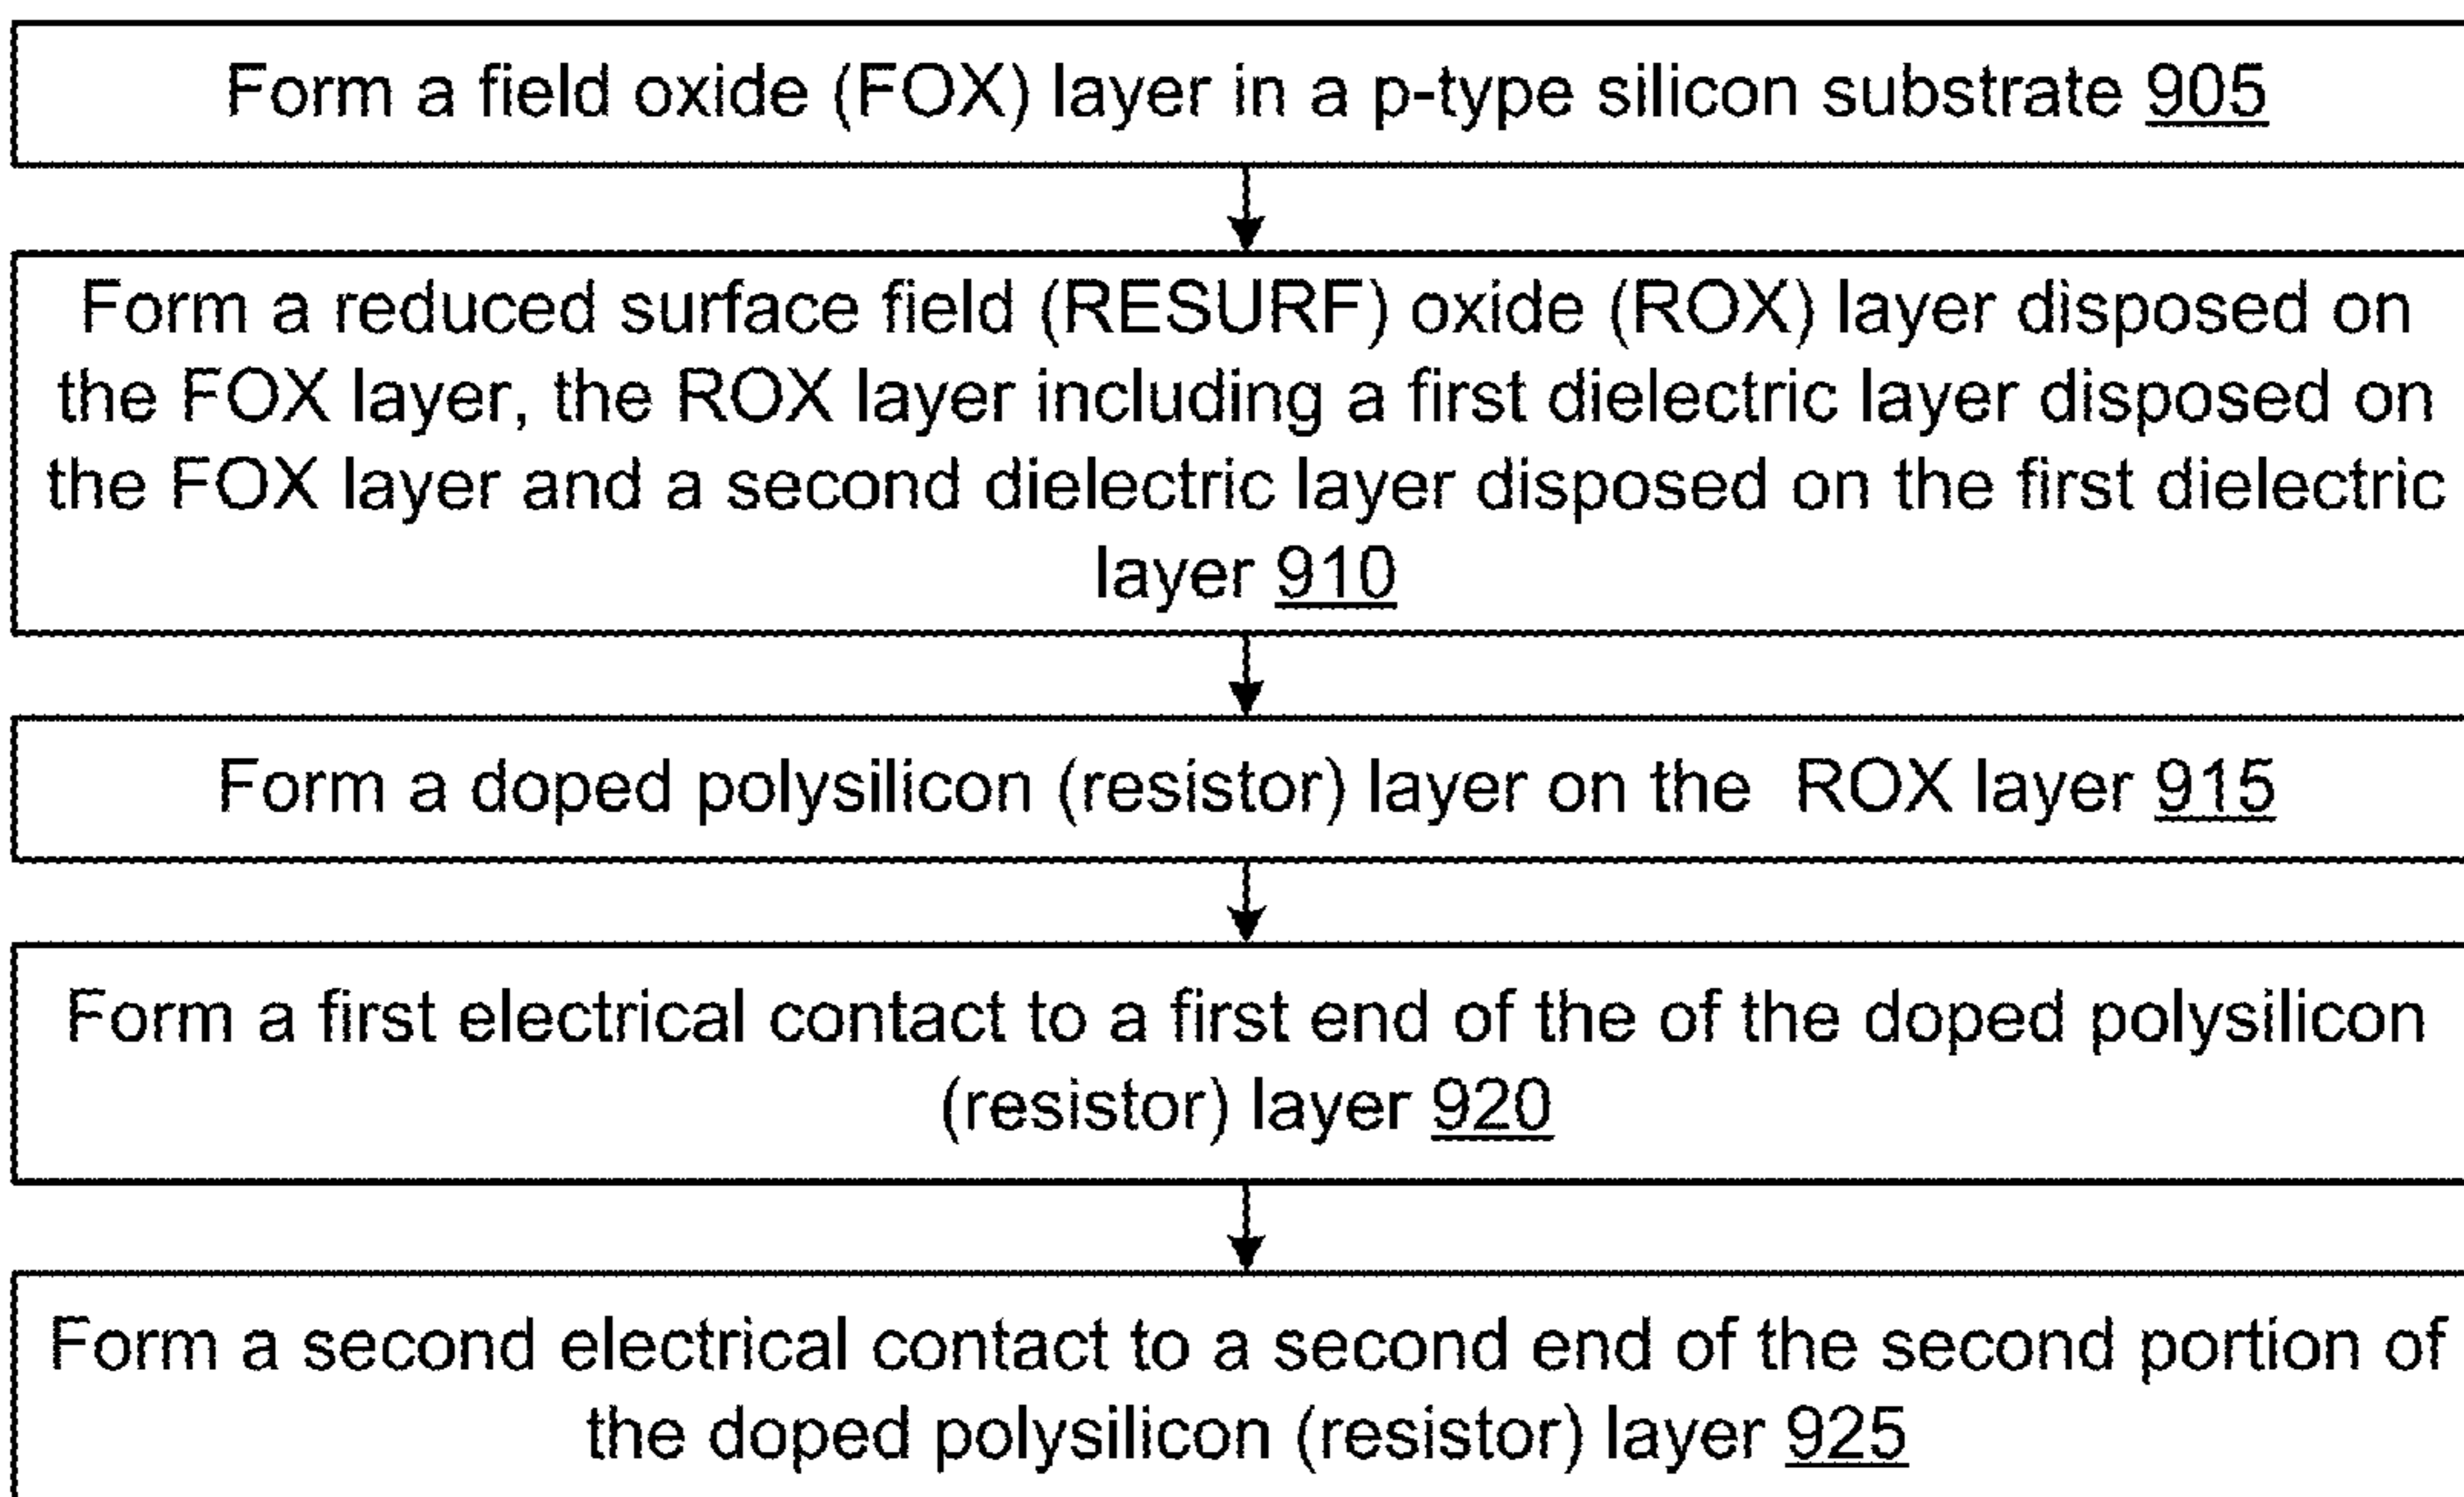 Form a field oxide (FOX) layer in a p-type silicon substrate 905
Form a reduced surface field (RESURF) oxide (ROX) layer disposed on
the FOX layer, the ROX layer including a first dielectric layer disposed on
the FOX layer and a second dielectric layer disposed on the first dielectric
layer 910
Form a doped polysilicon (resistor) layer on the ROX layer 915
Form a first electrical contact to a first end of the of the doped polysilicon
(resistor) layer 920
Form a second electrical contact to a second end of the second portion of
the doped polysilicon (resistor) layer 925